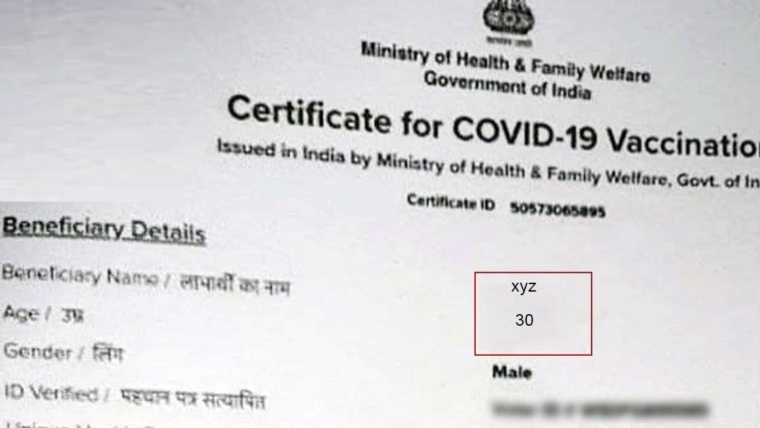 Ministry of Health & Family Welfare
Government of India
Certificate for COVID-19 Vaccinatio
Issued in India by Ministry of Health & Family Welfare, Govt. of In
Certificate ID 50573065895
Beneficiary Details
Beneficiary Name / लाभार्थी का नाम xyz
Age / उम्र 30
Gender / लिंग Male
ID Verified / पहचान पत्र सत्यापित